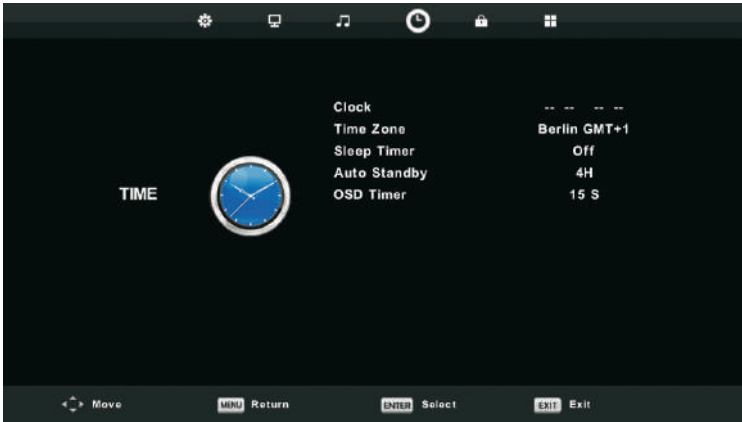 Clock -- -- -- --
Time Zone Berlin GMT+1
Sleep Timer Off
Auto Standby 4H
TIME
OSD Timer 15 S
Move MENU Return ENTER Select EXIT Exit